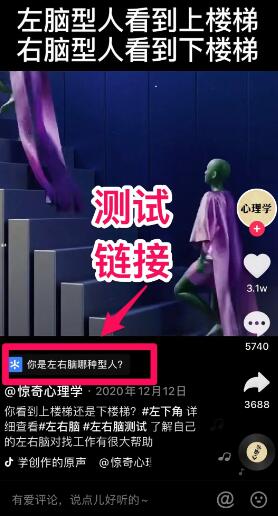 左脑型人看到上楼梯
右脑型人看到下楼梯
测试
链接
心理学
3.1w
5740
3688
你是左右脑哪种型人?
@惊奇心理学 · 2020年12月12日
你看到上楼梯还是下楼梯? #左下角 详
细查看#左右脑 #左右脑测试 了解自己
的左右脑对找工作有很大帮助
学创作的原声 @惊奇心理
有爱评论，说点儿好听的~